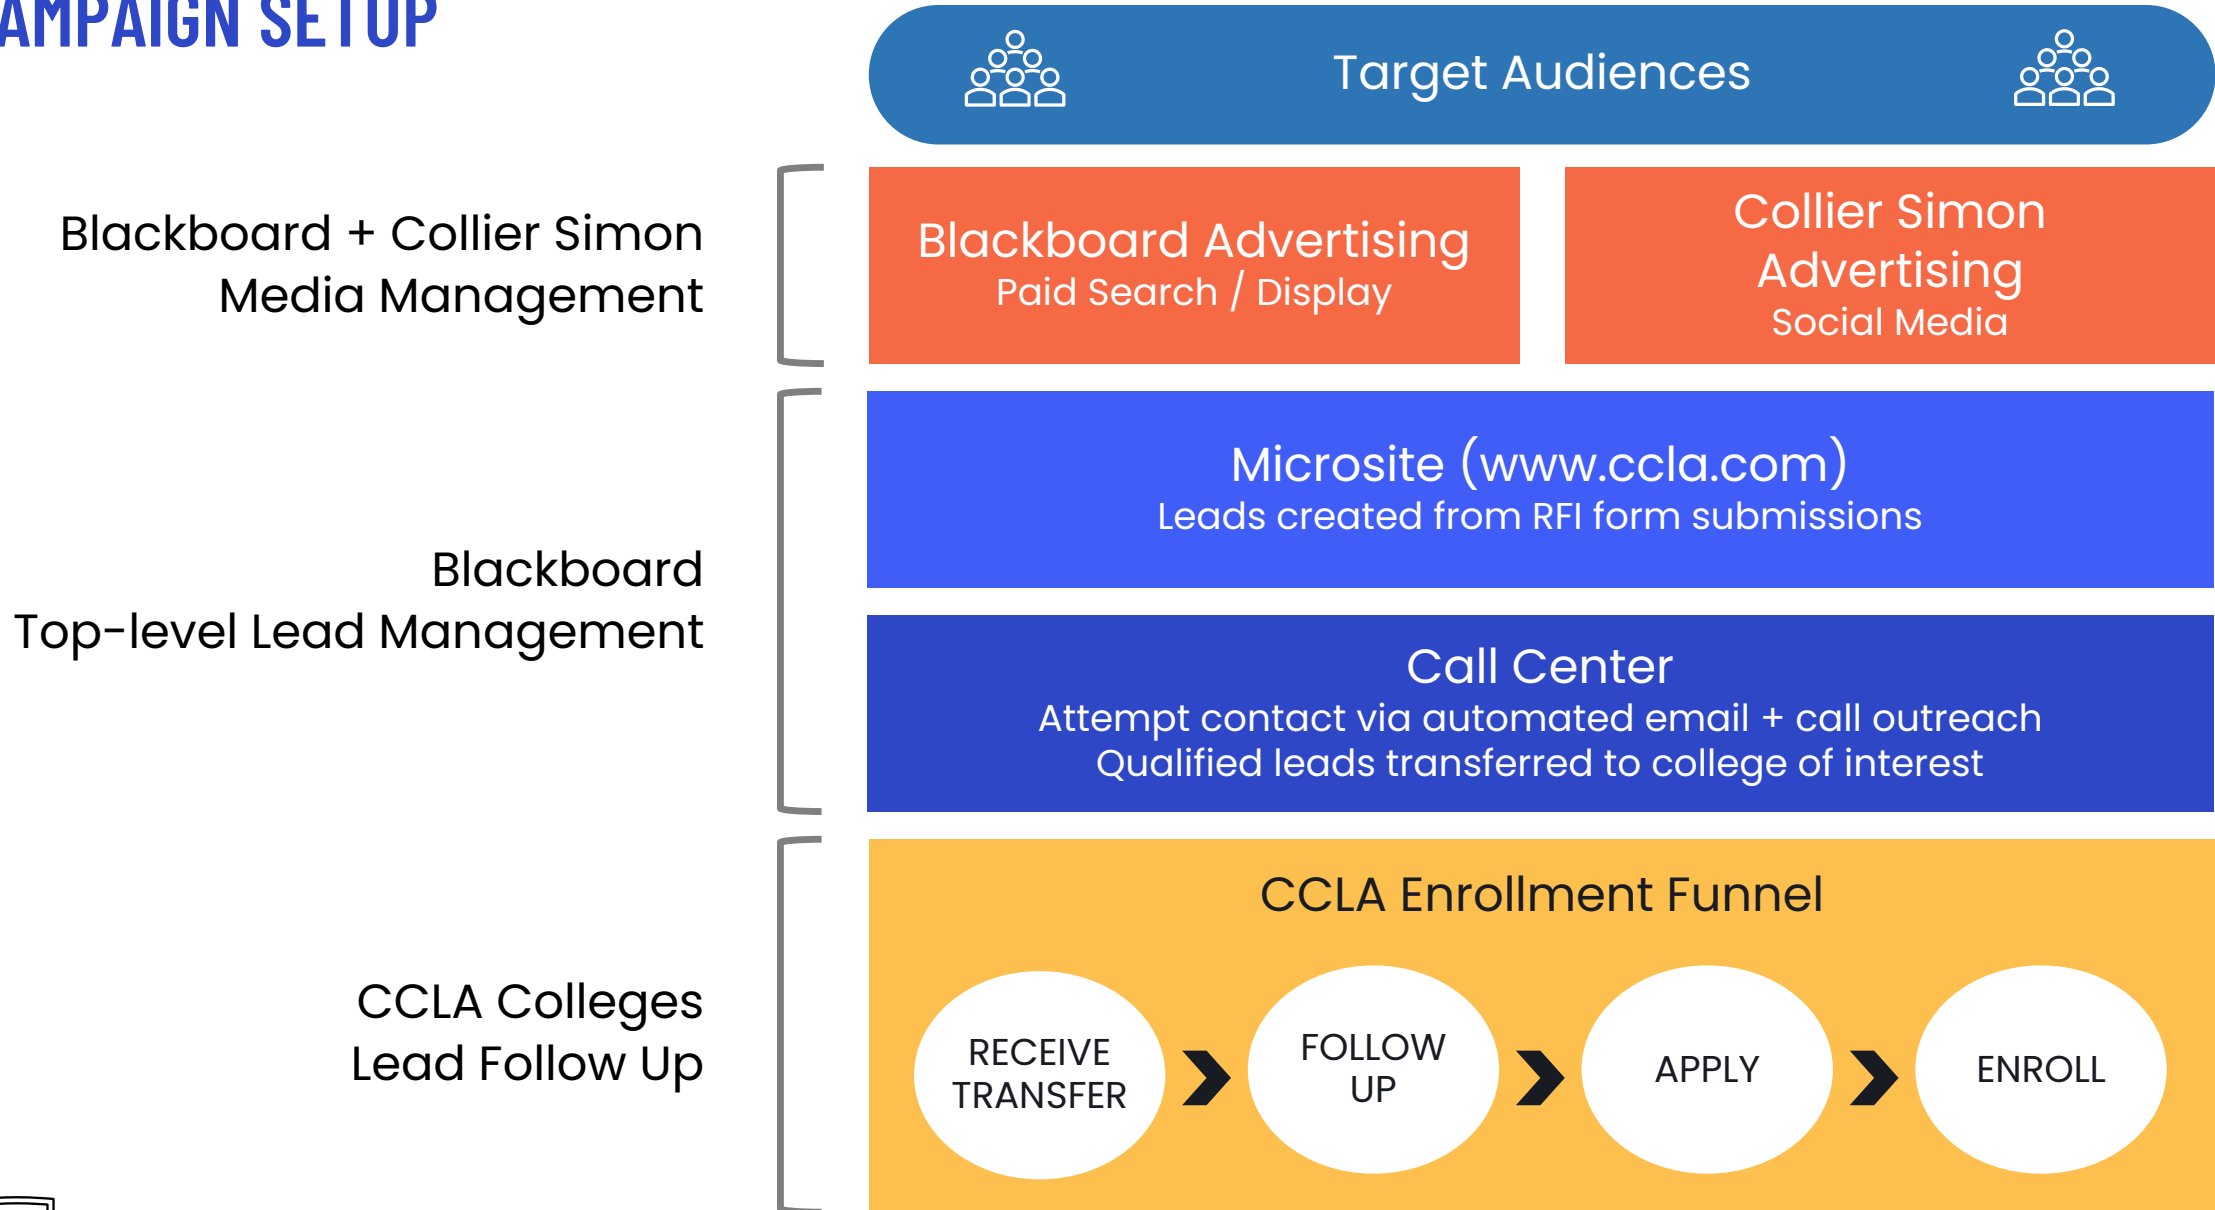 AMPAIGN SETUP
Target Audiences
Blackboard + Collier Simon
Media Management
Blackboard Advertising
Paid Search / Display
Collier Simon
Advertising
Social Media
Blackboard
Top-level Lead Management
Microsite (www.ccla.com)
Leads created from RFI form submissions
Call Center
Attempt contact via automated email + call outreach
Qualified leads transferred to college of interest
CCLA Colleges
Lead Follow Up
CCLA Enrollment Funnel
RECEIVE
TRANSFER
FOLLOW
UP
APPLY
ENROLL